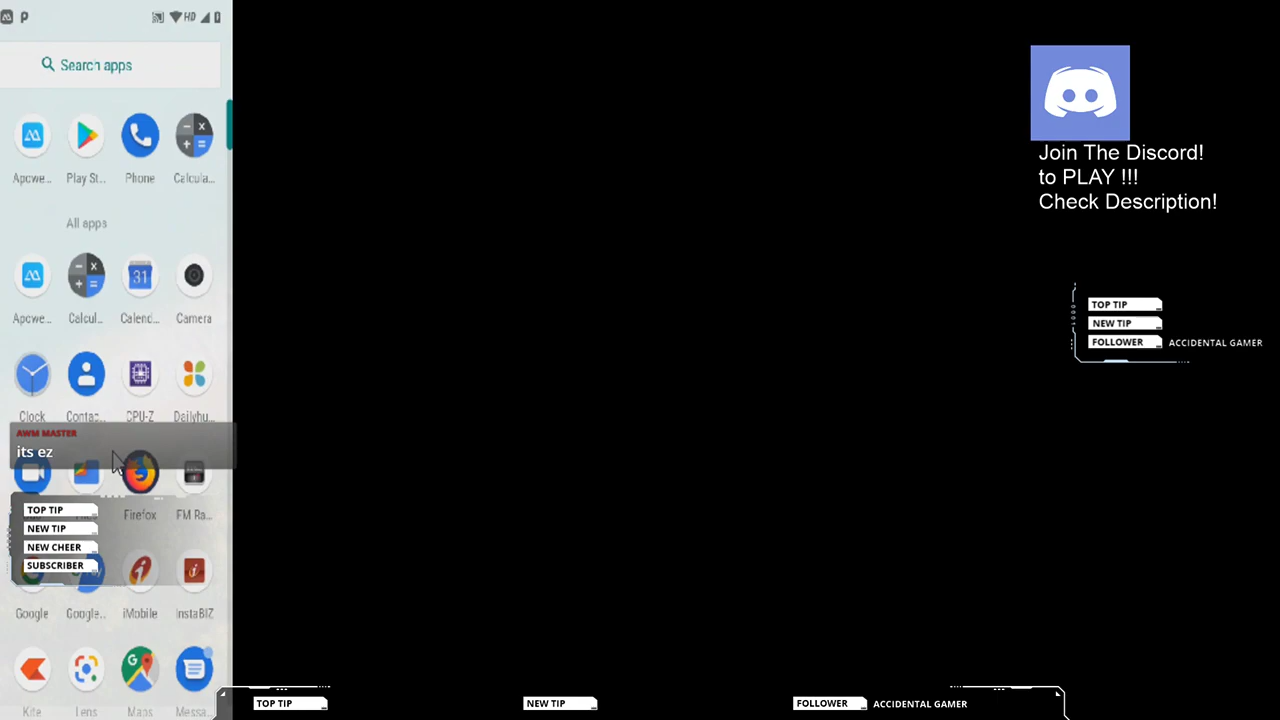 P
HD
Search apps
Apowe...
Play St...
Phone
Calcula...
All apps
Apowe...
Calcul...
31
Calend...
Camera
Clock
Contac...
CPU-Z
Dailyhu...
AWM MASTER
its ez
Firefox
FM Ra...
TOP TIP
NEW TIP
NEW CHEER
SUBSCRIBER
Google
Google...
iMobile
InstaBIZ
Kite
Lens
Maps
Messa...
Join The Discord!
to PLAY !!!
Check Description!
TOP TIP
NEW TIP
FOLLOWER ACCIDENTAL GAMER
TOP TIP
NEW TIP
FOLLOWER ACCIDENTAL GAMER